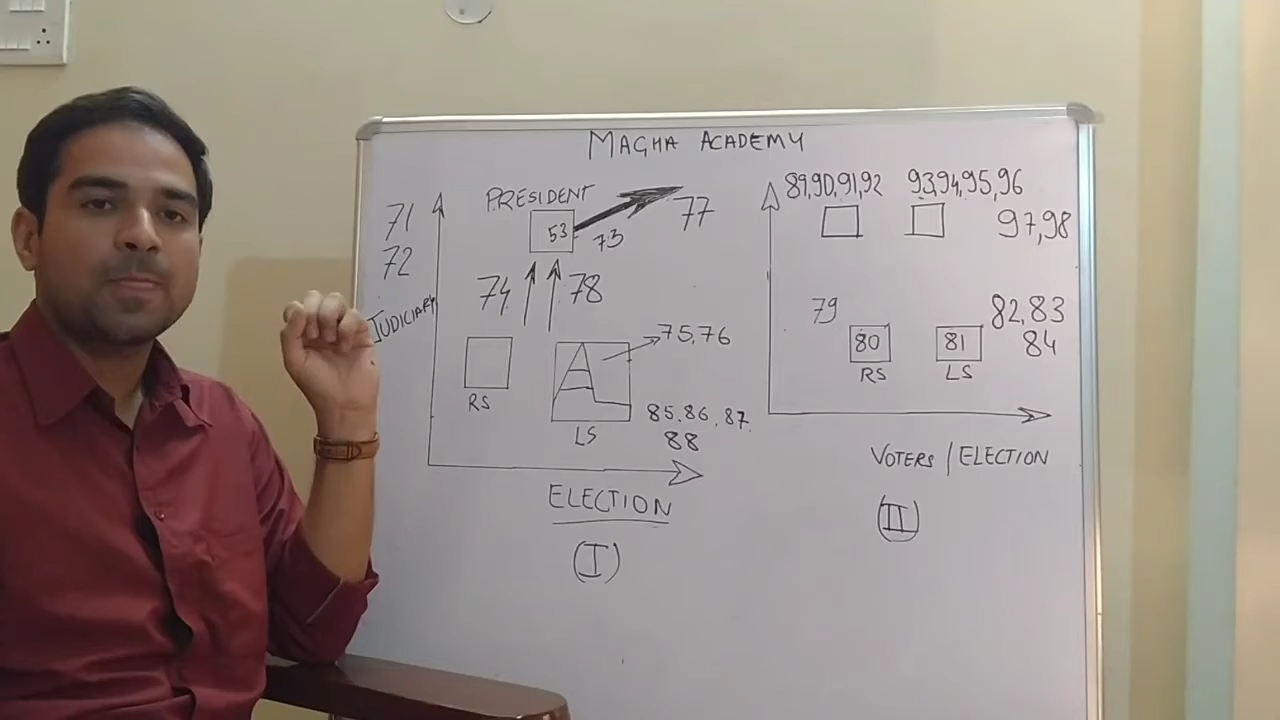 MAGHA ACADEMY
71
72
JUDICIARY
PRESIDENT
53
73
77
74
78
RS
75,76
LS
85.86.87.
88
ELECTION
(I)
89,90,91,92
93,94,95,96
97,98
79
80
RS
81
LS
82,83
84
VOTERS / ELECTION
(II)